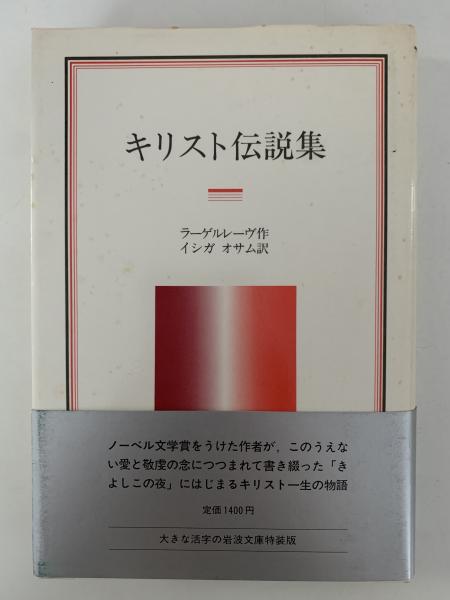 キリスト伝説集
ラーゲルレーヴ作
イシガ オサム訳
ノーベル文学賞をうけた作者が，このうえな
い愛と敬虔の念につつまれて書き綴った「き
よしこの夜」にはじまるキリスト一生の物語
定価1400円
大きな活字の岩波文庫特装版